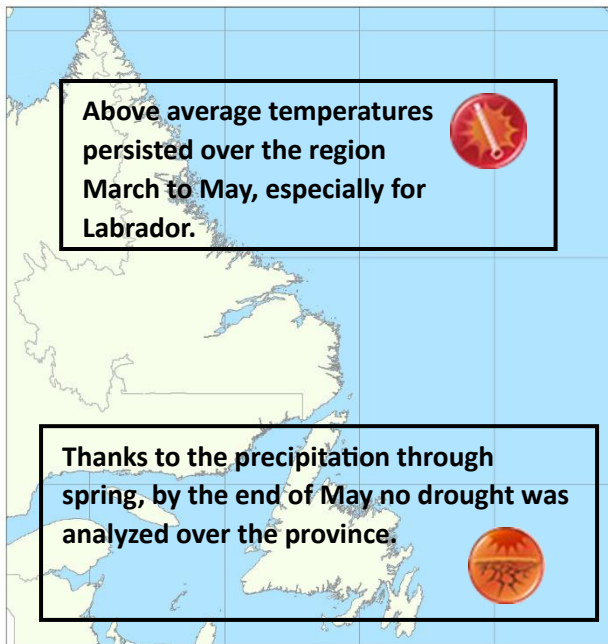 Above average temperatures
persisted over the region
March to May, especially for
Labrador.
Thanks to the precipitation through
spring, by the end of May no drought was
analyzed over the province.